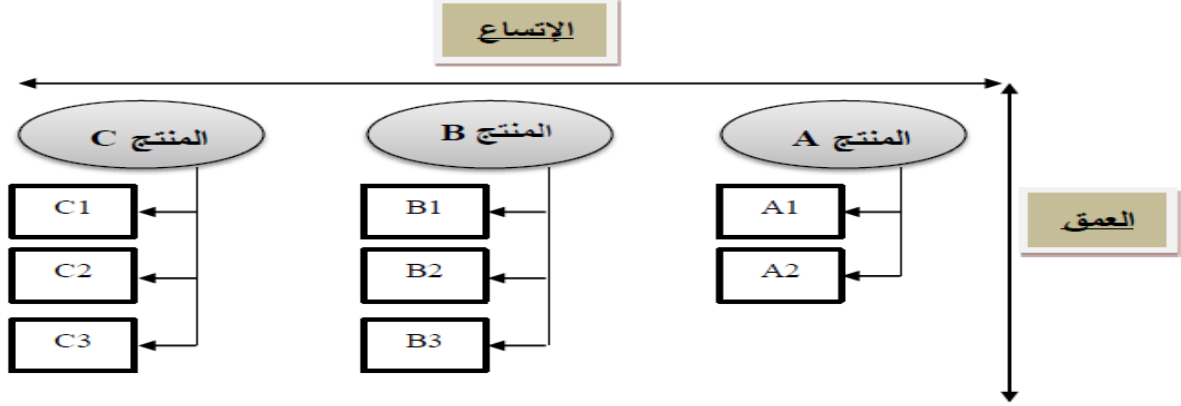 الإتساع
المنتج A
المنتج B
المنتج C
العمق
A1
B1
C1
A2
B2
C2
B3
C3